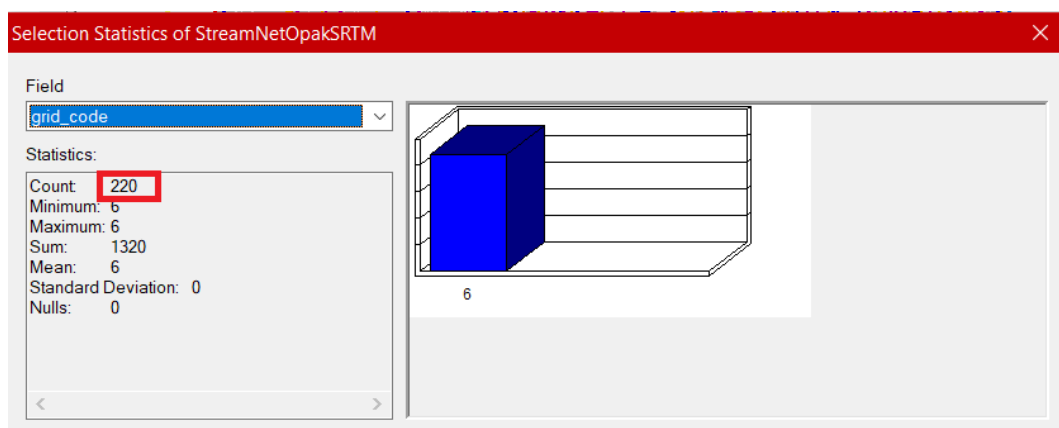 Selection Statistics of StreamNetOpakSRTM
Field
grid_code
Statistics:
Count: 220
Minimum: 6
Maximum: 6
Sum: 1320
Mean: 6
Standard Deviation: 0
Nulls: 0
6